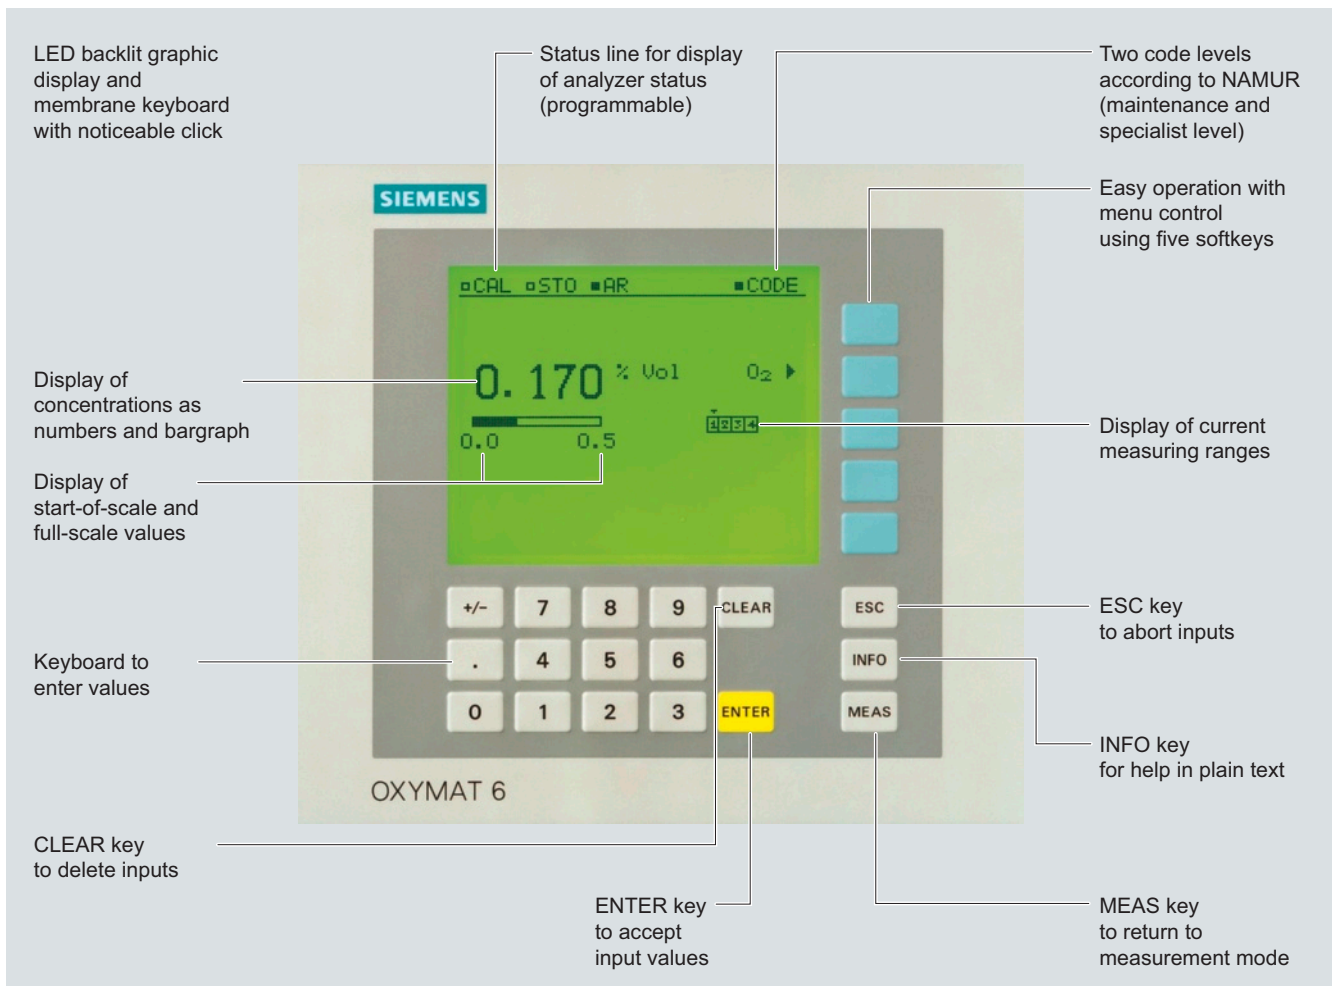 LED backlit graphic
display and
membrane keyboard
with noticeable click
Status line for display
of analyzer status
(programmable)
Two code levels
according to NAMUR
(maintenance and
specialist level)
Easy operation with
menu control
using five softkeys
SIEMENS
CAL STO AR CODE
0.170 % Vol O₂
1 2 3 4
0.0 0.5
Display of
concentrations as
numbers and bargraph
Display of
start-of-scale and
full-scale values
Display of current
measuring ranges
+/- 7 8 9 CLEAR ESC
. 4 5 6 INFO
0 1 2 3 ENTER MEAS
OXYMAT 6
Keyboard to
enter values
ESC key
to abort inputs
INFO key
for help in plain text
CLEAR key
to delete inputs
ENTER key
to accept
input values
MEAS key
to return to
measurement mode